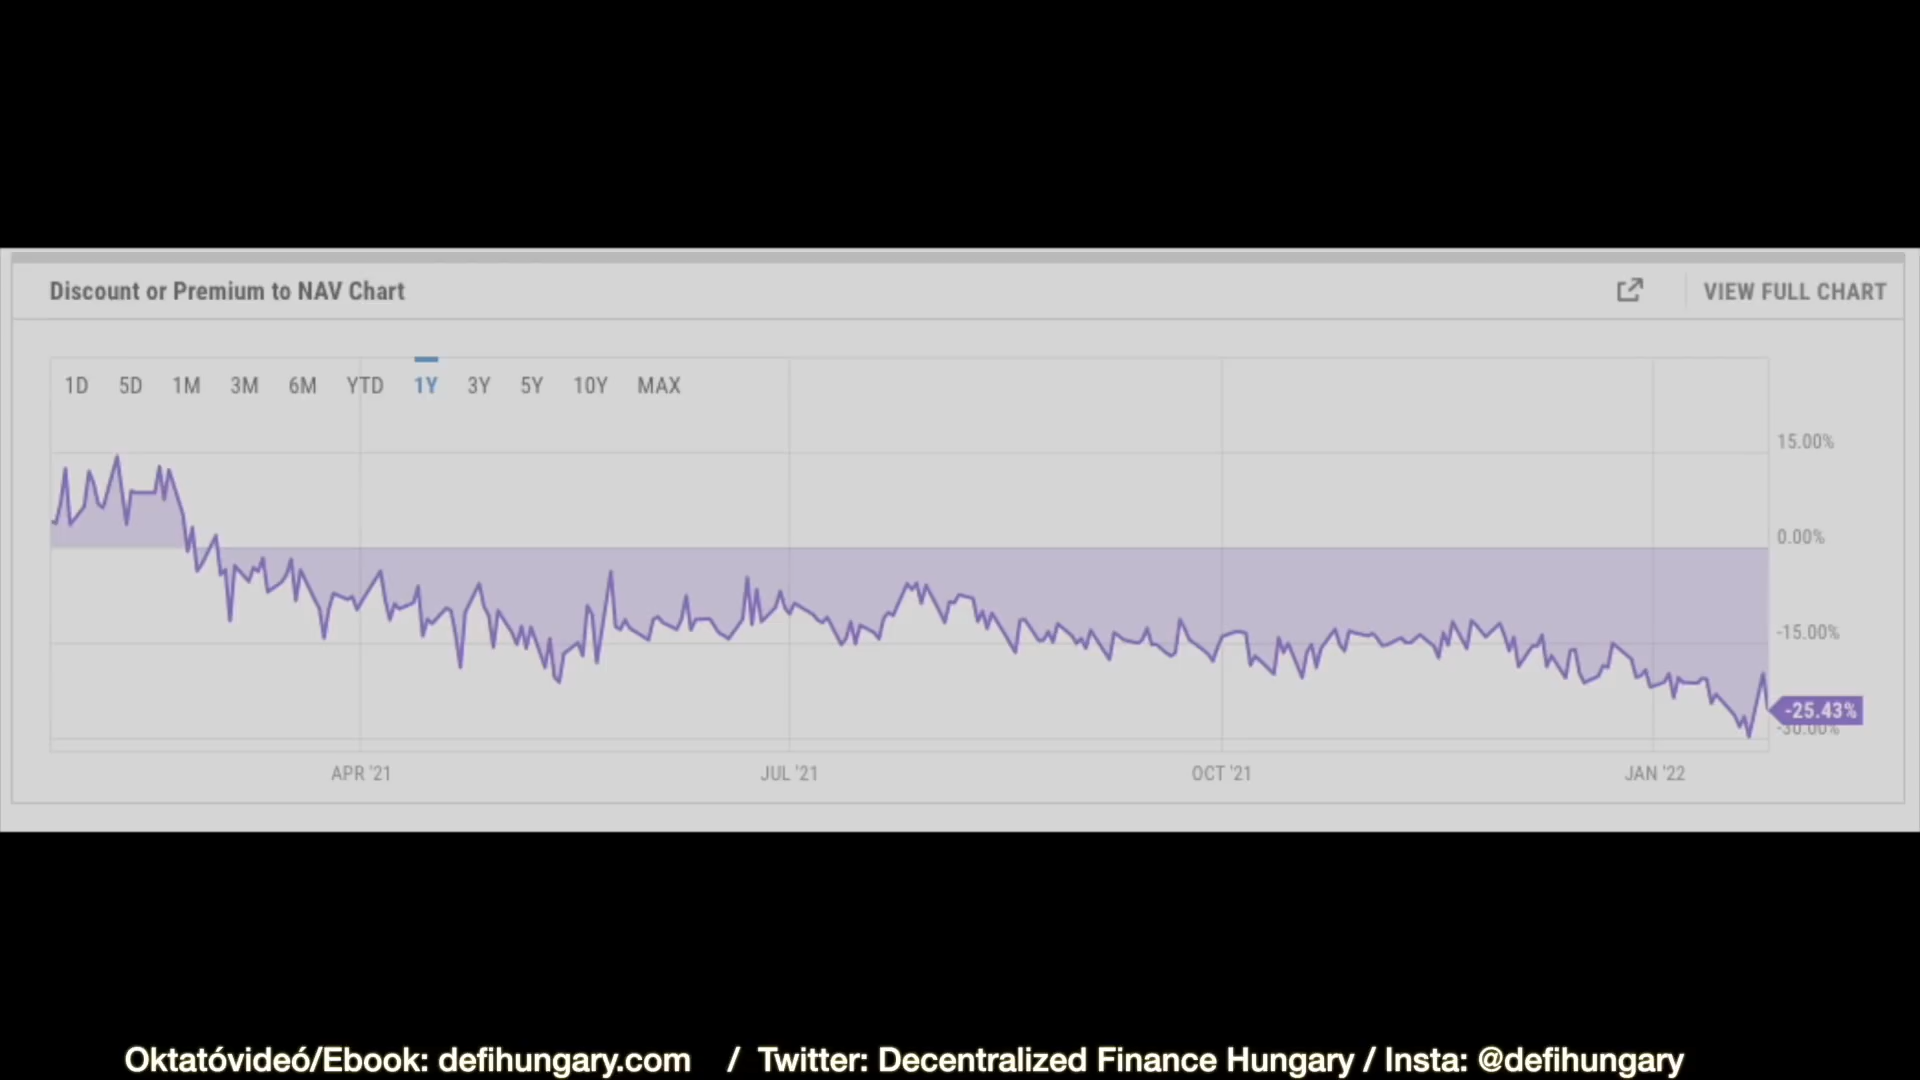 Discount or Premium to NAV Chart
VIEW FULL CHART
1D 5D 1M 3M 6M YTD 1Y 3Y 5Y 10Y MAX
15.00%
0.00%
-15.00%
-25.43%
-30.00%
APR '21 JUL '21 OCT '21 JAN '22
Oktatóvideó/Ebook: defihungary.com / Twitter: Decentralized Finance Hungary / Insta: @defihungary